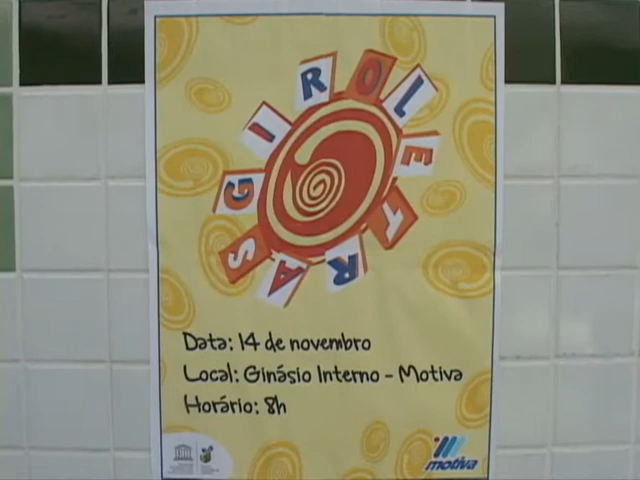 GIROLETRAS
Data: 14 de novembro
Local: Ginásio Interno - Motiva
Horário: 8h
motiva